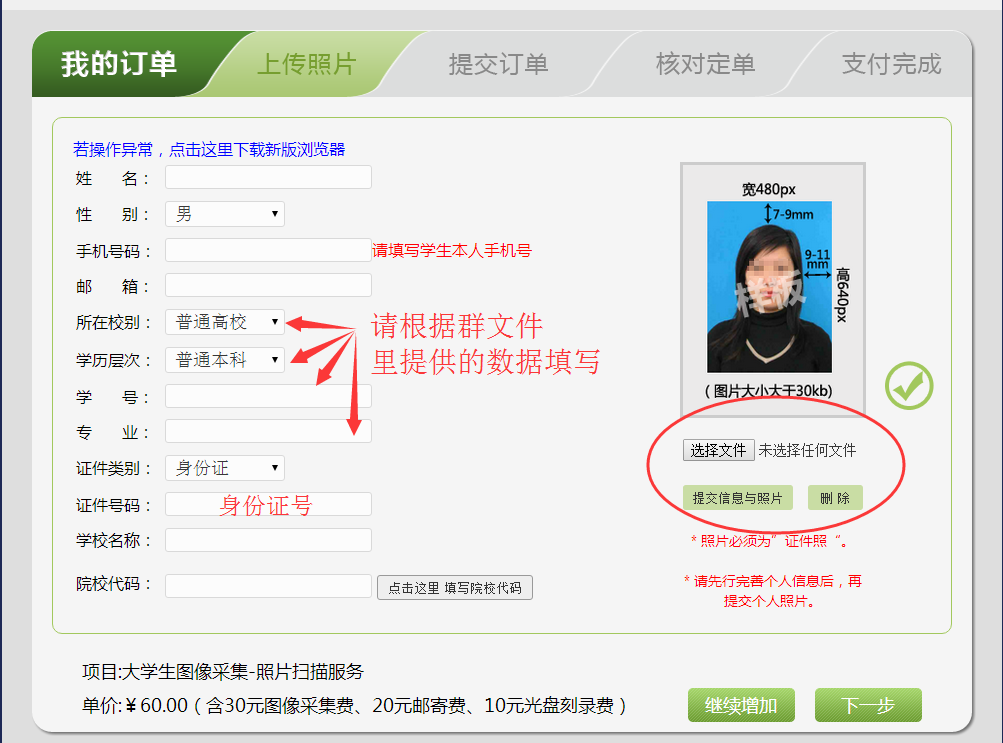 我的订单
上传照片
提交订单
核对定单
支付完成
若操作异常，点击这里下载新版浏览器
姓 名：
性 别： 男
手机号码： 请填写学生本人手机号
邮 箱：
所在校别： 普通高校
学历层次： 普通本科
学 号：
专 业：
请根据群文件
里提供的数据填写
证件类别： 身份证
证件号码： 身份证号
学校名称：
院校代码： 点击这里 填写院校代码
宽480px
7-9mm
9-11
mm
高640px
样板
( 图片大小大于30kb)
选择文件 未选择任何文件
提交信息与照片 删 除
* 照片必须为”证件照“。
* 请先行完善个人信息后，再
提交个人照片。
项目:大学生图像采集-照片扫描服务
单价:￥60.00（含30元图像采集费、20元邮寄费、10元光盘刻录费）
继续增加
下一步